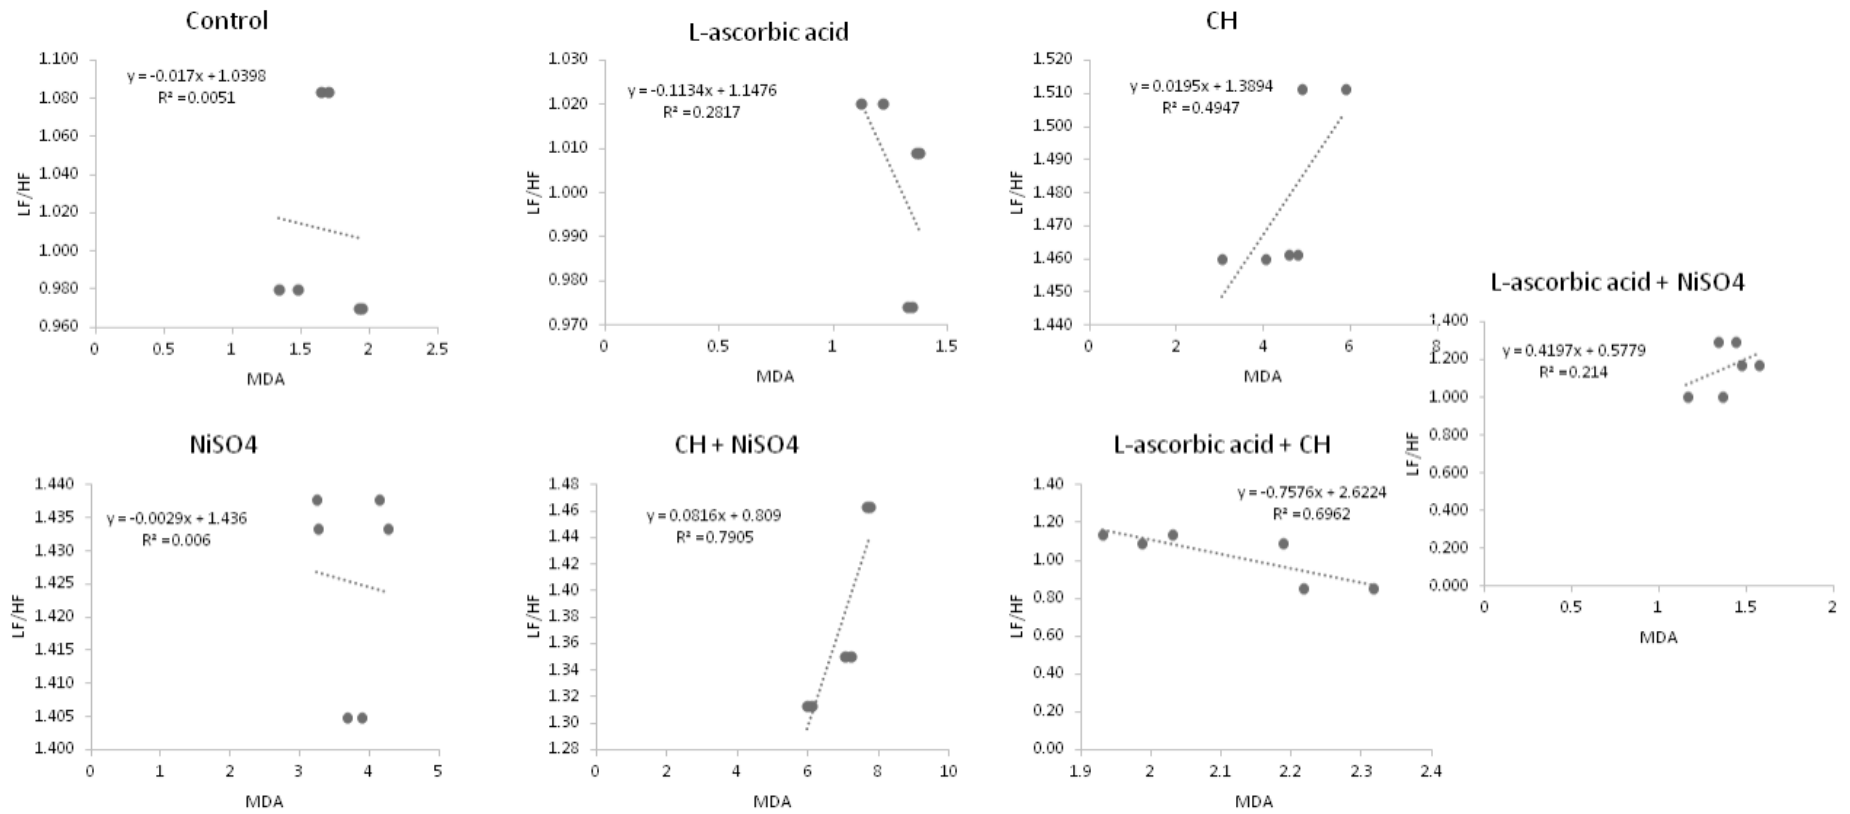 Control
1.100
1.080
1.060
1.040
1.020
1.000
0.980
0.960
y = -0.017x + 1.0398
R² = 0.0051
LF/HF
0 0.5 1 1.5 2 2.5
MDA
L-ascorbic acid
1.030
1.020
1.010
1.000
0.990
0.980
0.970
y = -0.1134x + 1.1476
R² = 0.2817
LF/HF
0 0.5 1 1.5
MDA
CH
1.520
1.510
1.500
1.490
1.480
1.470
1.460
1.450
1.440
y = 0.0195x + 1.3894
R² = 0.4947
LF/HF
0 2 4 6 8
MDA
L-ascorbic acid + NiSO4
1.400
1.200
1.000
0.800
0.600
0.400
0.200
0.000
y = 0.4197x + 0.5779
R² = 0.214
LF/HF
0 0.5 1 1.5 2
MDA
NiSO4
1.440
1.435
1.430
1.425
1.420
1.415
1.410
1.405
1.400
y = -0.0029x + 1.436
R² = 0.006
LF/HF
0 1 2 3 4 5
MDA
CH + NiSO4
1.48
1.46
1.44
1.42
1.40
1.38
1.36
1.34
1.32
1.30
1.28
y = 0.0816x + 0.809
R² = 0.7905
LF/HF
0 2 4 6 8 10
MDA
L-ascorbic acid + CH
1.40
1.20
1.00
0.80
0.60
0.40
0.20
0.00
y = -0.7576x + 2.6224
R² = 0.6962
LF/HF
1.9 2 2.1 2.2 2.3 2.4
MDA